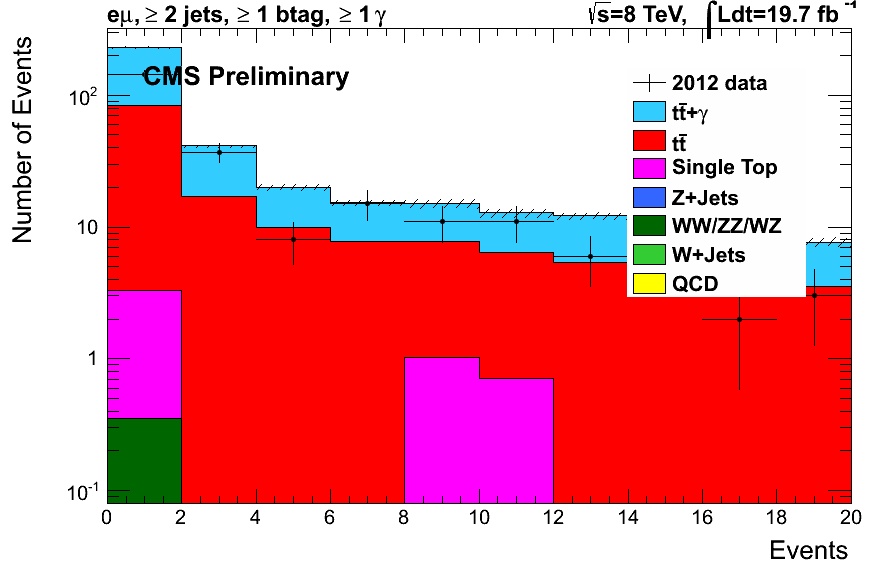 eμ, ≥ 2 jets, ≥ 1 btag, ≥ 1 γ
√s=8 TeV, ∫Ldt=19.7 fb⁻¹
CMS Preliminary
Number of Events
10²
10
1
10⁻¹
2012 data
tt̄+γ
tt̄
Single Top
Z+Jets
WW/ZZ/WZ
W+Jets
QCD
0 2 4 6 8 10 12 14 16 18 20
Events